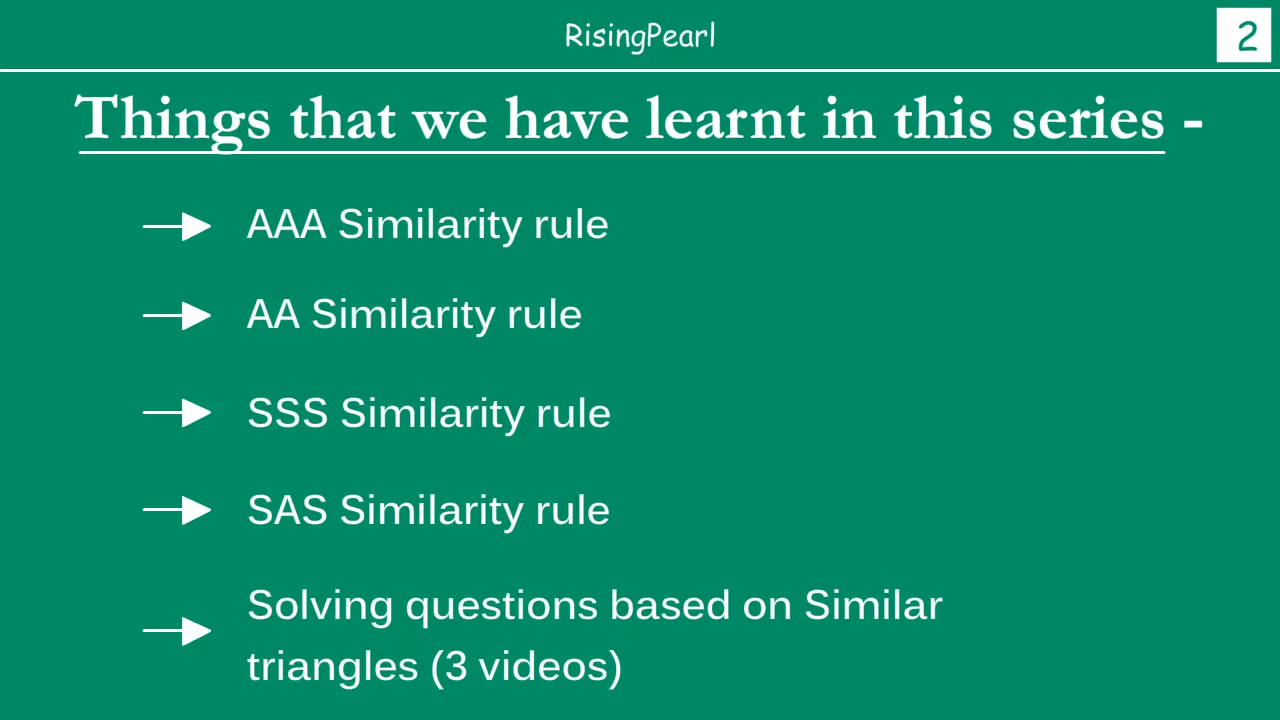 RisingPearl
2
Things that we have learnt in this series -
AAA Similarity rule
AA Similarity rule
SSS Similarity rule
SAS Similarity rule
Solving questions based on Similar
triangles (3 videos)